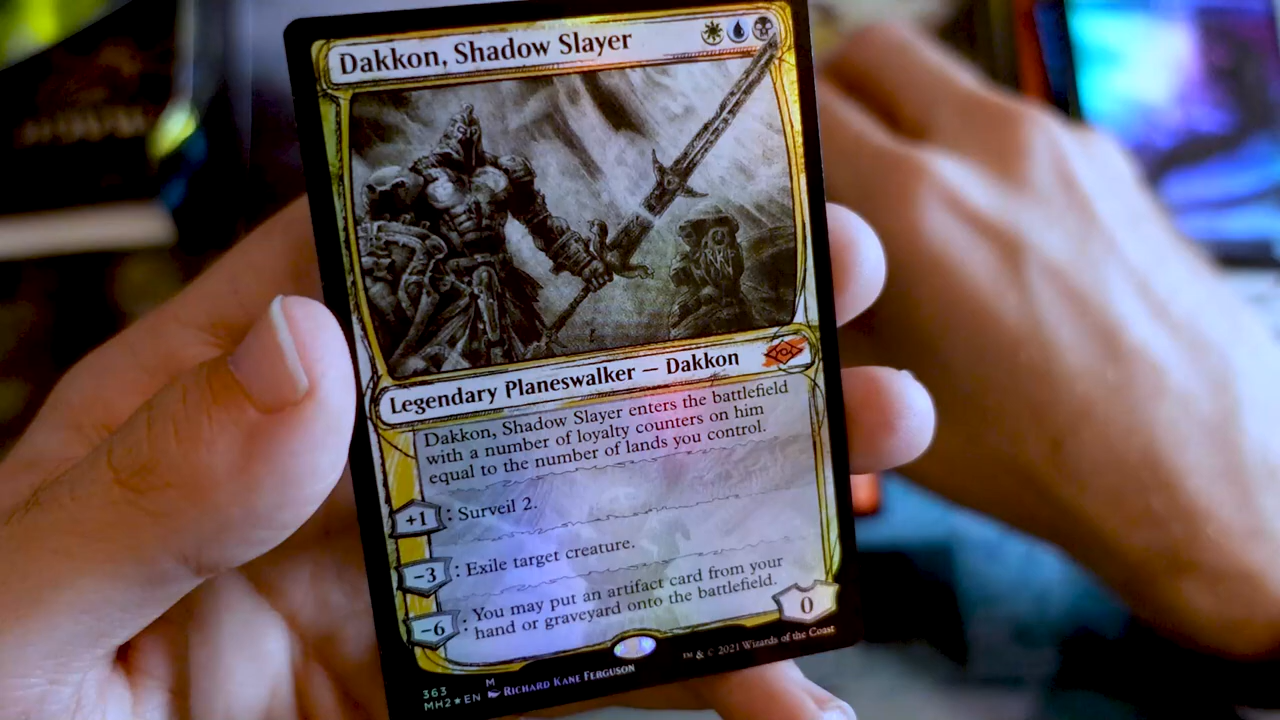 Dakkon, Shadow Slayer
Legendary Planeswalker — Dakkon
Dakkon, Shadow Slayer enters the battlefield
with a number of loyalty counters on him
equal to the number of lands you control.
+1 : Surveil 2.
−3 : Exile target creature.
−6 : You may put an artifact card from your
hand or graveyard onto the battlefield.
0
363 M
MH2★EN Richard Kane Ferguson
™ & © 2021 Wizards of the Coast